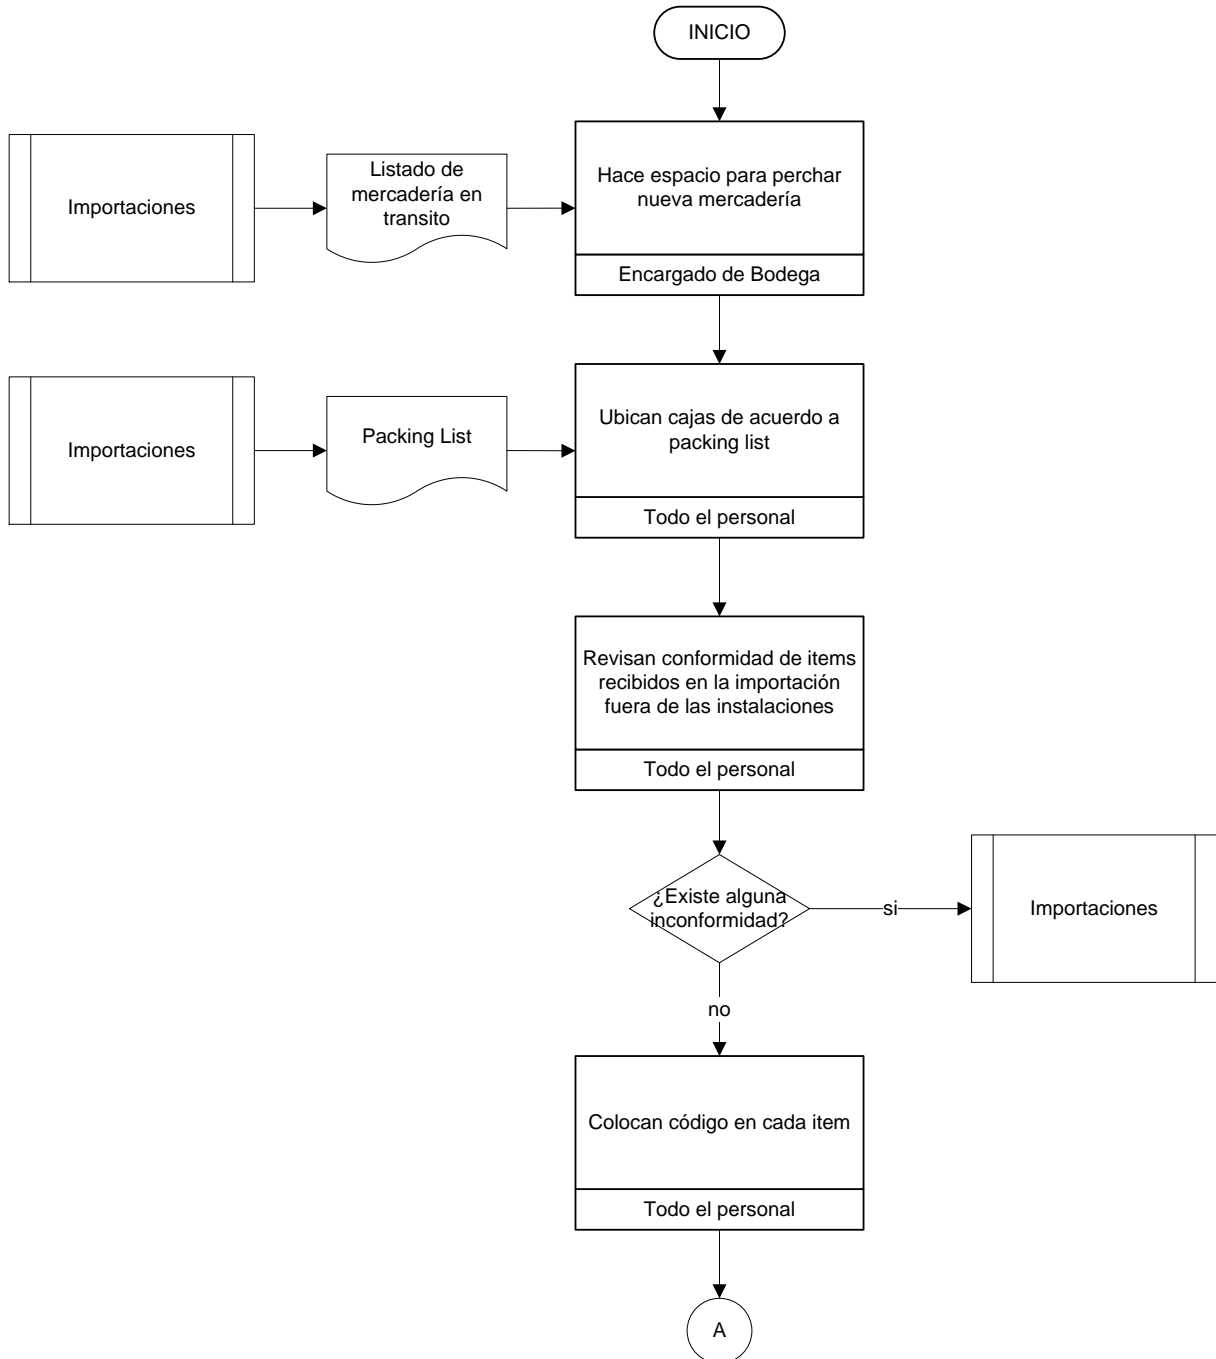 INICIO
Importaciones
Listado de
mercadería en
transito
Hace espacio para perchar
nueva mercadería
Encargado de Bodega
Importaciones
Packing List
Ubican cajas de acuerdo a
packing list
Todo el personal
Revisan conformidad de items
recibidos en la importación
fuera de las instalaciones
Todo el personal
¿Existe alguna
inconformidad?
si
Importaciones
no
Colocan código en cada item
Todo el personal
A